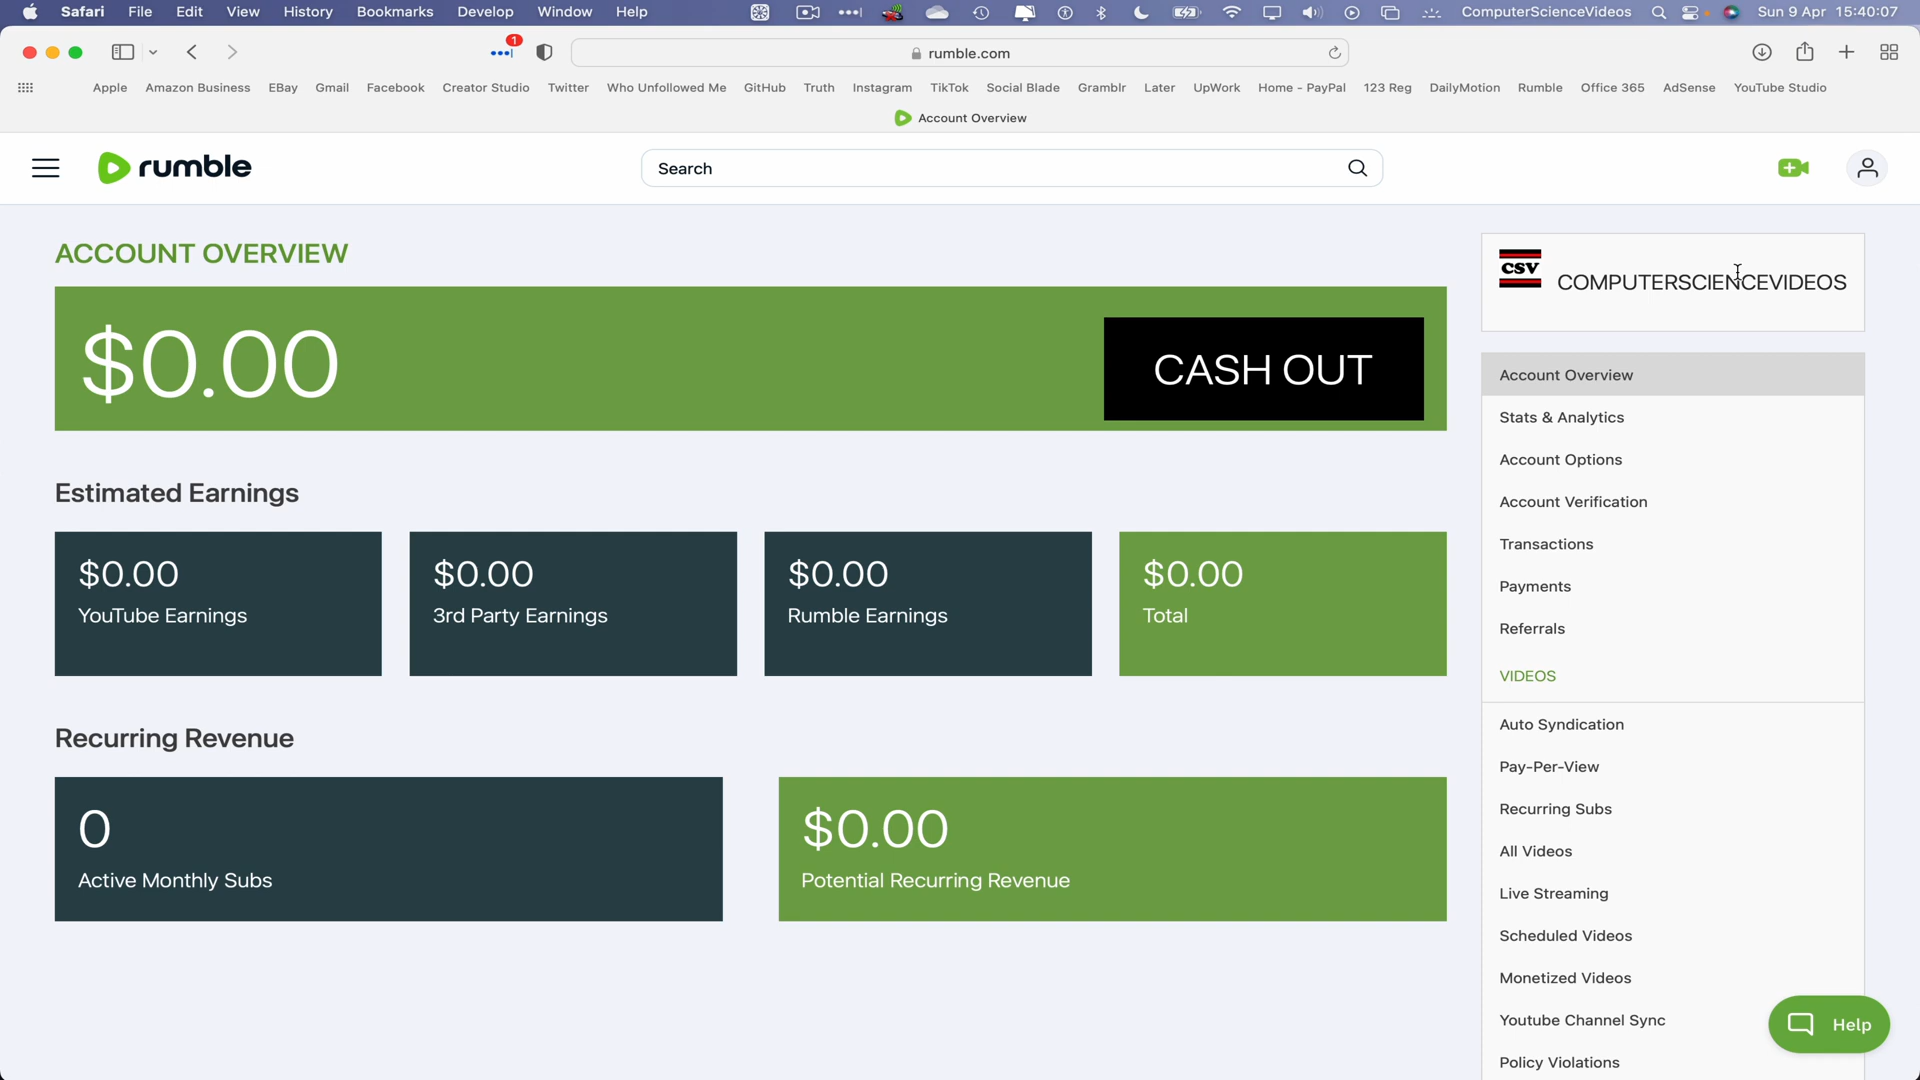 Safari File Edit View History Bookmarks Develop Window Help ComputerScienceVideos Sun 9 Apr 15:40:07
1
rumble.com
Apple Amazon Business EBay Gmail Facebook Creator Studio Twitter Who Unfollowed Me GitHub Truth Instagram TikTok Social Blade Gramblr Later UpWork Home - PayPal 123 Reg DailyMotion Rumble Office 365 AdSense YouTube Studio
Account Overview
rumble
Search
ACCOUNT OVERVIEW
$0.00
CASH OUT
Estimated Earnings
$0.00
YouTube Earnings
$0.00
3rd Party Earnings
$0.00
Rumble Earnings
$0.00
Total
Recurring Revenue
0
Active Monthly Subs
$0.00
Potential Recurring Revenue
CSV
COMPUTERSCIENCEVIDEOS
Account Overview
Stats & Analytics
Account Options
Account Verification
Transactions
Payments
Referrals
VIDEOS
Auto Syndication
Pay-Per-View
Recurring Subs
All Videos
Live Streaming
Scheduled Videos
Monetized Videos
Youtube Channel Sync
Policy Violations
Help